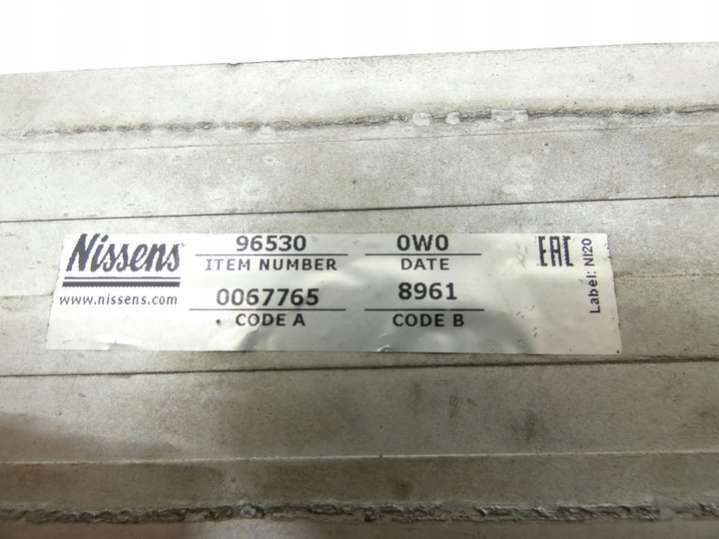 Nissens
www.nissens.com
96530
ITEM NUMBER
0W0
DATE
0067765
CODE A
8961
CODE B
EAC
Label: NI20